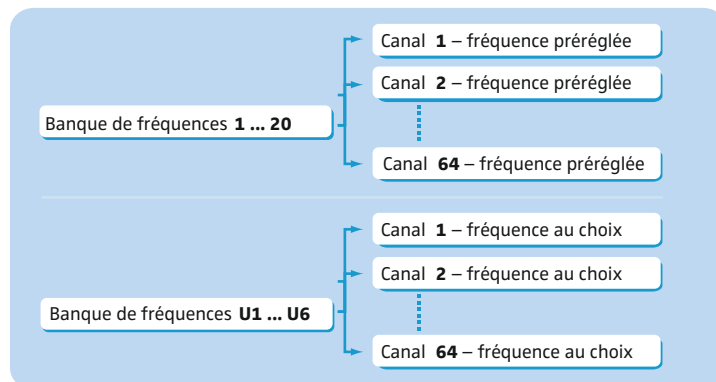 Canal 1 – fréquence préréglée
Canal 2 – fréquence préréglée
Banque de fréquences 1 ... 20
Canal 64 – fréquence préréglée
Canal 1 – fréquence au choix
Canal 2 – fréquence au choix
Banque de fréquences U1 ... U6
Canal 64 – fréquence au choix